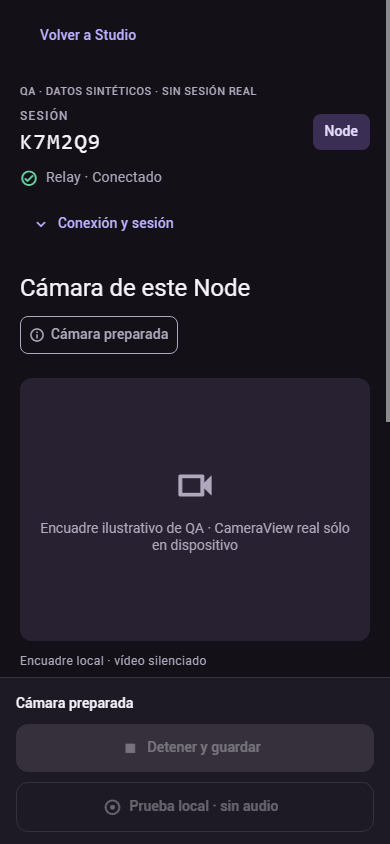 Volver a Studio
QA · DATOS SINTÉTICOS · SIN SESIÓN REAL
SESIÓN
K7M2Q9
Node
Relay · Conectado
Conexión y sesión
Cámara de este Node
Cámara preparada
Encuadre ilustrativo de QA · CameraView real sólo
en dispositivo
Encuadre local · vídeo silenciado
Cámara preparada
Detener y guardar
Prueba local · sin audio